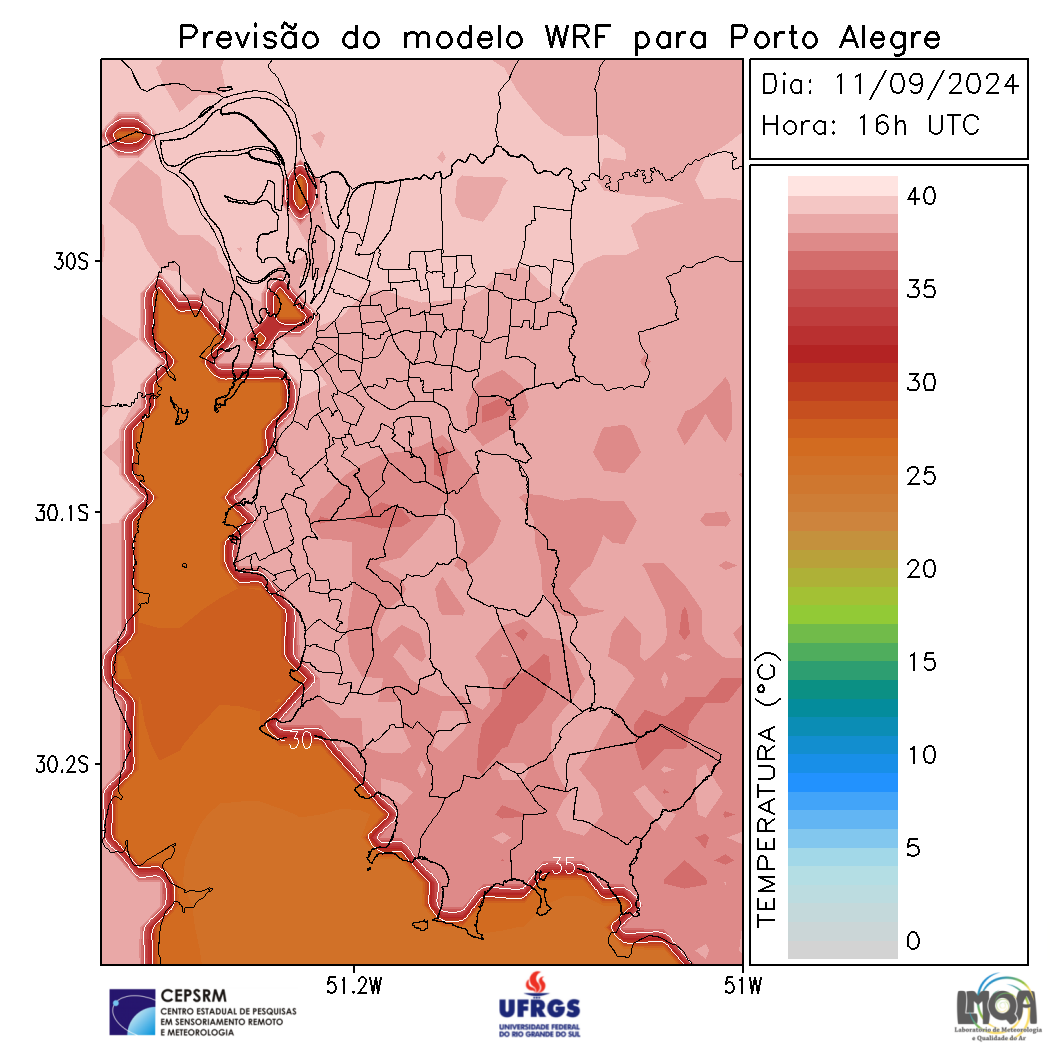 Previsão do modelo WRF para Porto Alegre
Dia: 11/09/2024
Hora: 16h UTC
40
35
30
25
20
15
10
5
0
TEMPERATURA (°C)
30S
30.1S
30.2S
30
35
51.2W
51W
CEPSRM
CENTRO ESTADUAL DE PESQUISAS
EM SENSORIAMENTO REMOTO
E METEOROLOGIA
UFRGS
UNIVERSIDADE FEDERAL
DO RIO GRANDE DO SUL
LMQA
Laboratório de Meteorologia
e Qualidade do Ar